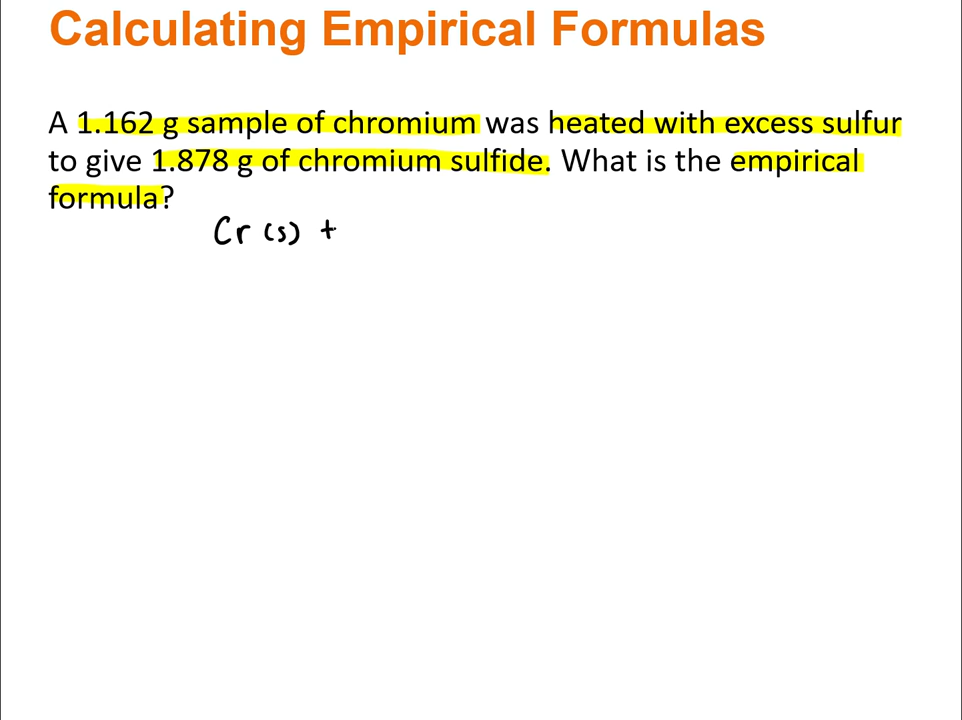 Calculating Empirical Formulas
A 1.162 g sample of chromium was heated with excess sulfur
to give 1.878 g of chromium sulfide. What is the empirical
formula?
Cr (s) +